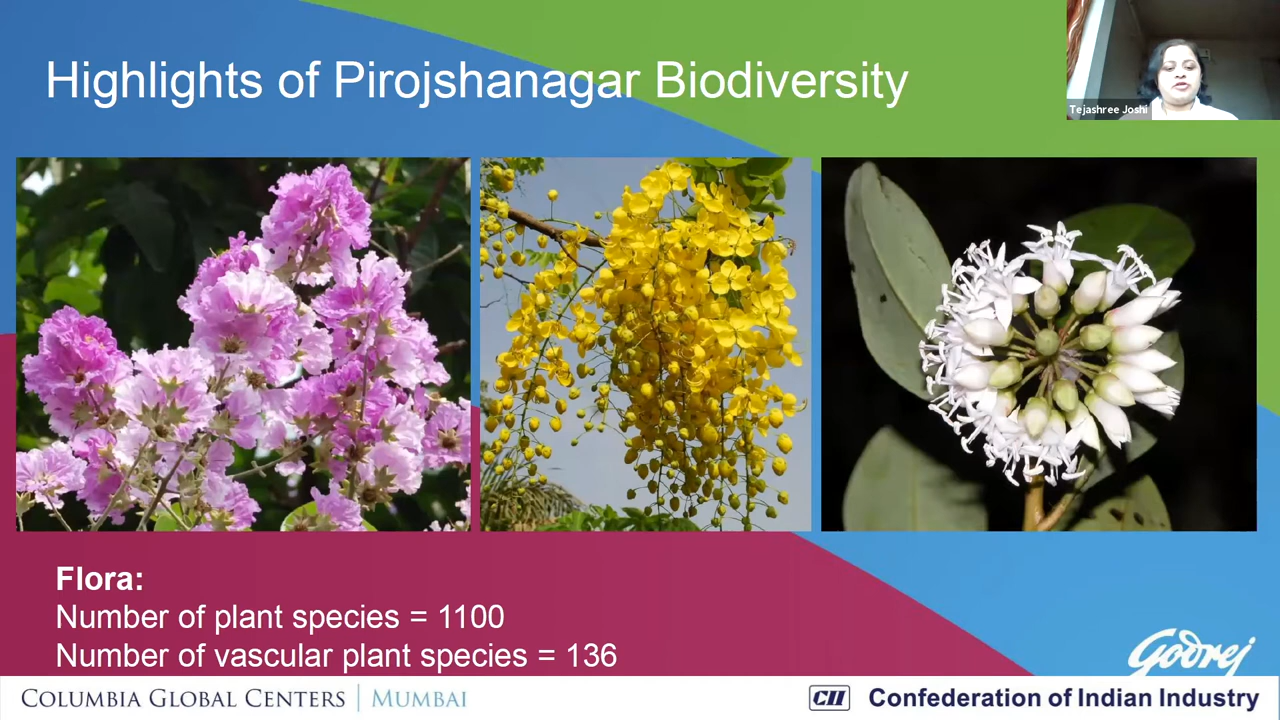 Highlights of Pirojshanagar Biodiversity
Tejashree Joshi
Flora:
Number of plant species = 1100
Number of vascular plant species = 136
Godrej
COLUMBIA GLOBAL CENTERS | MUMBAI
CII Confederation of Indian Industry